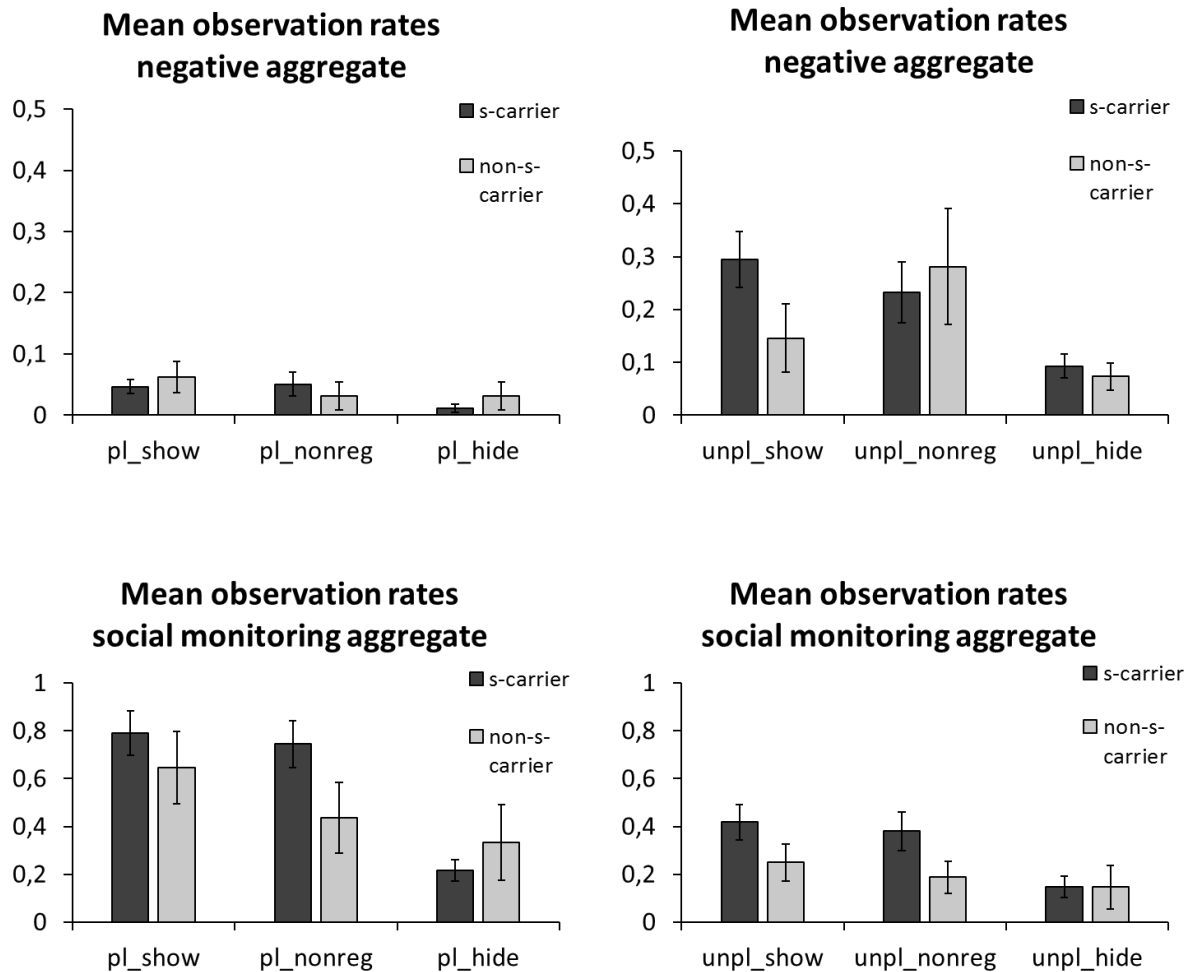 Mean observation rates
negative aggregate
s-carrier
non-s-
carrier
0,5
0,4
0,3
0,2
0,1
0
pl_show pl_nonreg pl_hide
Mean observation rates
negative aggregate
s-carrier
non-s-
carrier
0,5
0,4
0,3
0,2
0,1
0
unpl_show unpl_nonreg unpl_hide
Mean observation rates
social monitoring aggregate
s-carrier
non-s-
carrier
1
0,8
0,6
0,4
0,2
0
pl_show pl_nonreg pl_hide
Mean observation rates
social monitoring aggregate
s-carrier
non-s-
carrier
1
0,8
0,6
0,4
0,2
0
unpl_show unpl_nonreg unpl_hide